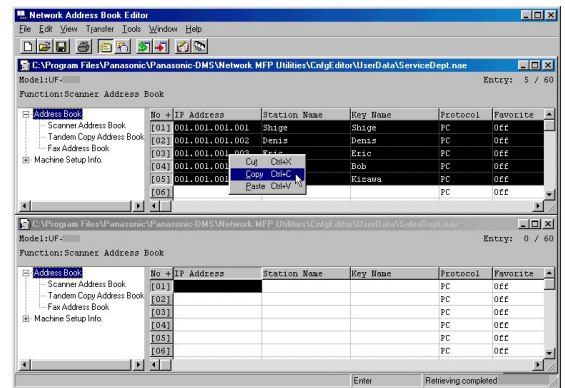 Network Address Book Editor
File Edit View Transfer Tools Window Help
C:\Program Files\Panasonic\Panasonic-DMS\Network MFP Utilities\CnfgEditor\UserData\ServiceDept.nae
Model:UF-
Entry: 5 / 60
Function:Scanner Address Book
Address Book
Scanner Address Book
Tandem Copy Address Book
Fax Address Book
Machine Setup Info.
No + IP Address Station Name Key Name Protocol Favorite
[01] 001.001.001.001 Shige Shige PC Off
[02] 001.001.001.002 Denis Denis PC Off
[03] 001.001.001.003 Eric Eric PC Off
[04] 001.001.001 Bob PC Off
[05] 001.001.001 Kizawa PC Off
[06] PC Off
Cut Ctrl+X
Copy Ctrl+C
Paste Ctrl+V
C:\Program Files\Panasonic\Panasonic-DMS\Network MFP Utilities\CnfgEditor\UserData\SalesDept.nae
Model:UF-
Entry: 0 / 60
Function:Scanner Address Book
Address Book
Scanner Address Book
Tandem Copy Address Book
Fax Address Book
Machine Setup Info.
No + IP Address Station Name Key Name Protocol Favorite
[01] PC Off
[02] PC Off
[03] PC Off
[04] PC Off
[05] PC Off
[06] PC Off
Enter Retrieving completed